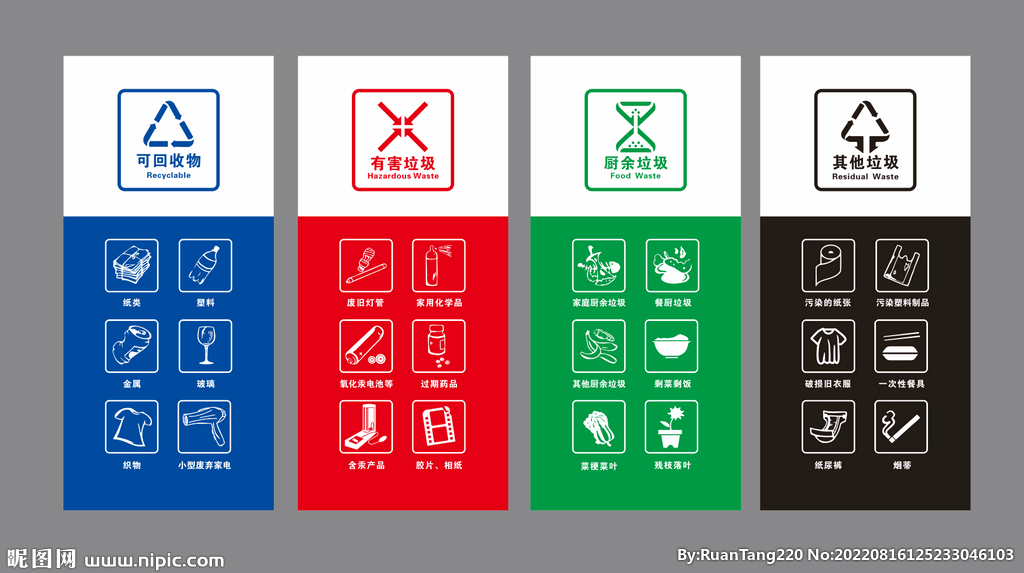 可回收物
Recyclable
纸类
塑料
金属
玻璃
织物
小型废弃家电
有害垃圾
Hazardous Waste
废旧灯管
家用化学品
氧化汞电池等
过期药品
含汞产品
胶片、相纸
厨余垃圾
Food Waste
家庭厨余垃圾
餐厨垃圾
其他厨余垃圾
剩菜剩饭
菜梗菜叶
残枝落叶
其他垃圾
Residual Waste
污染的纸张
污染塑料制品
破损旧衣服
一次性餐具
纸尿裤
烟蒂
昵图网 www.nipic.com
By:RuanTang220 No:20220816125233046103